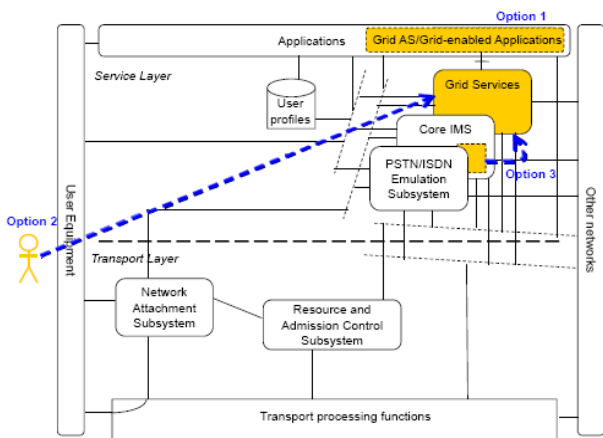 Option 1
Applications
Grid AS/Grid-enabled Applications
Service Layer
User
profiles
Grid Services
Core IMS
PSTN/ISDN
Emulation
Subsystem
Option 3
Option 2
User Equipment
Other networks
Transport Layer
Network
Attachment
Subsystem
Resource and
Admission Control
Subsystem
Transport processing functions